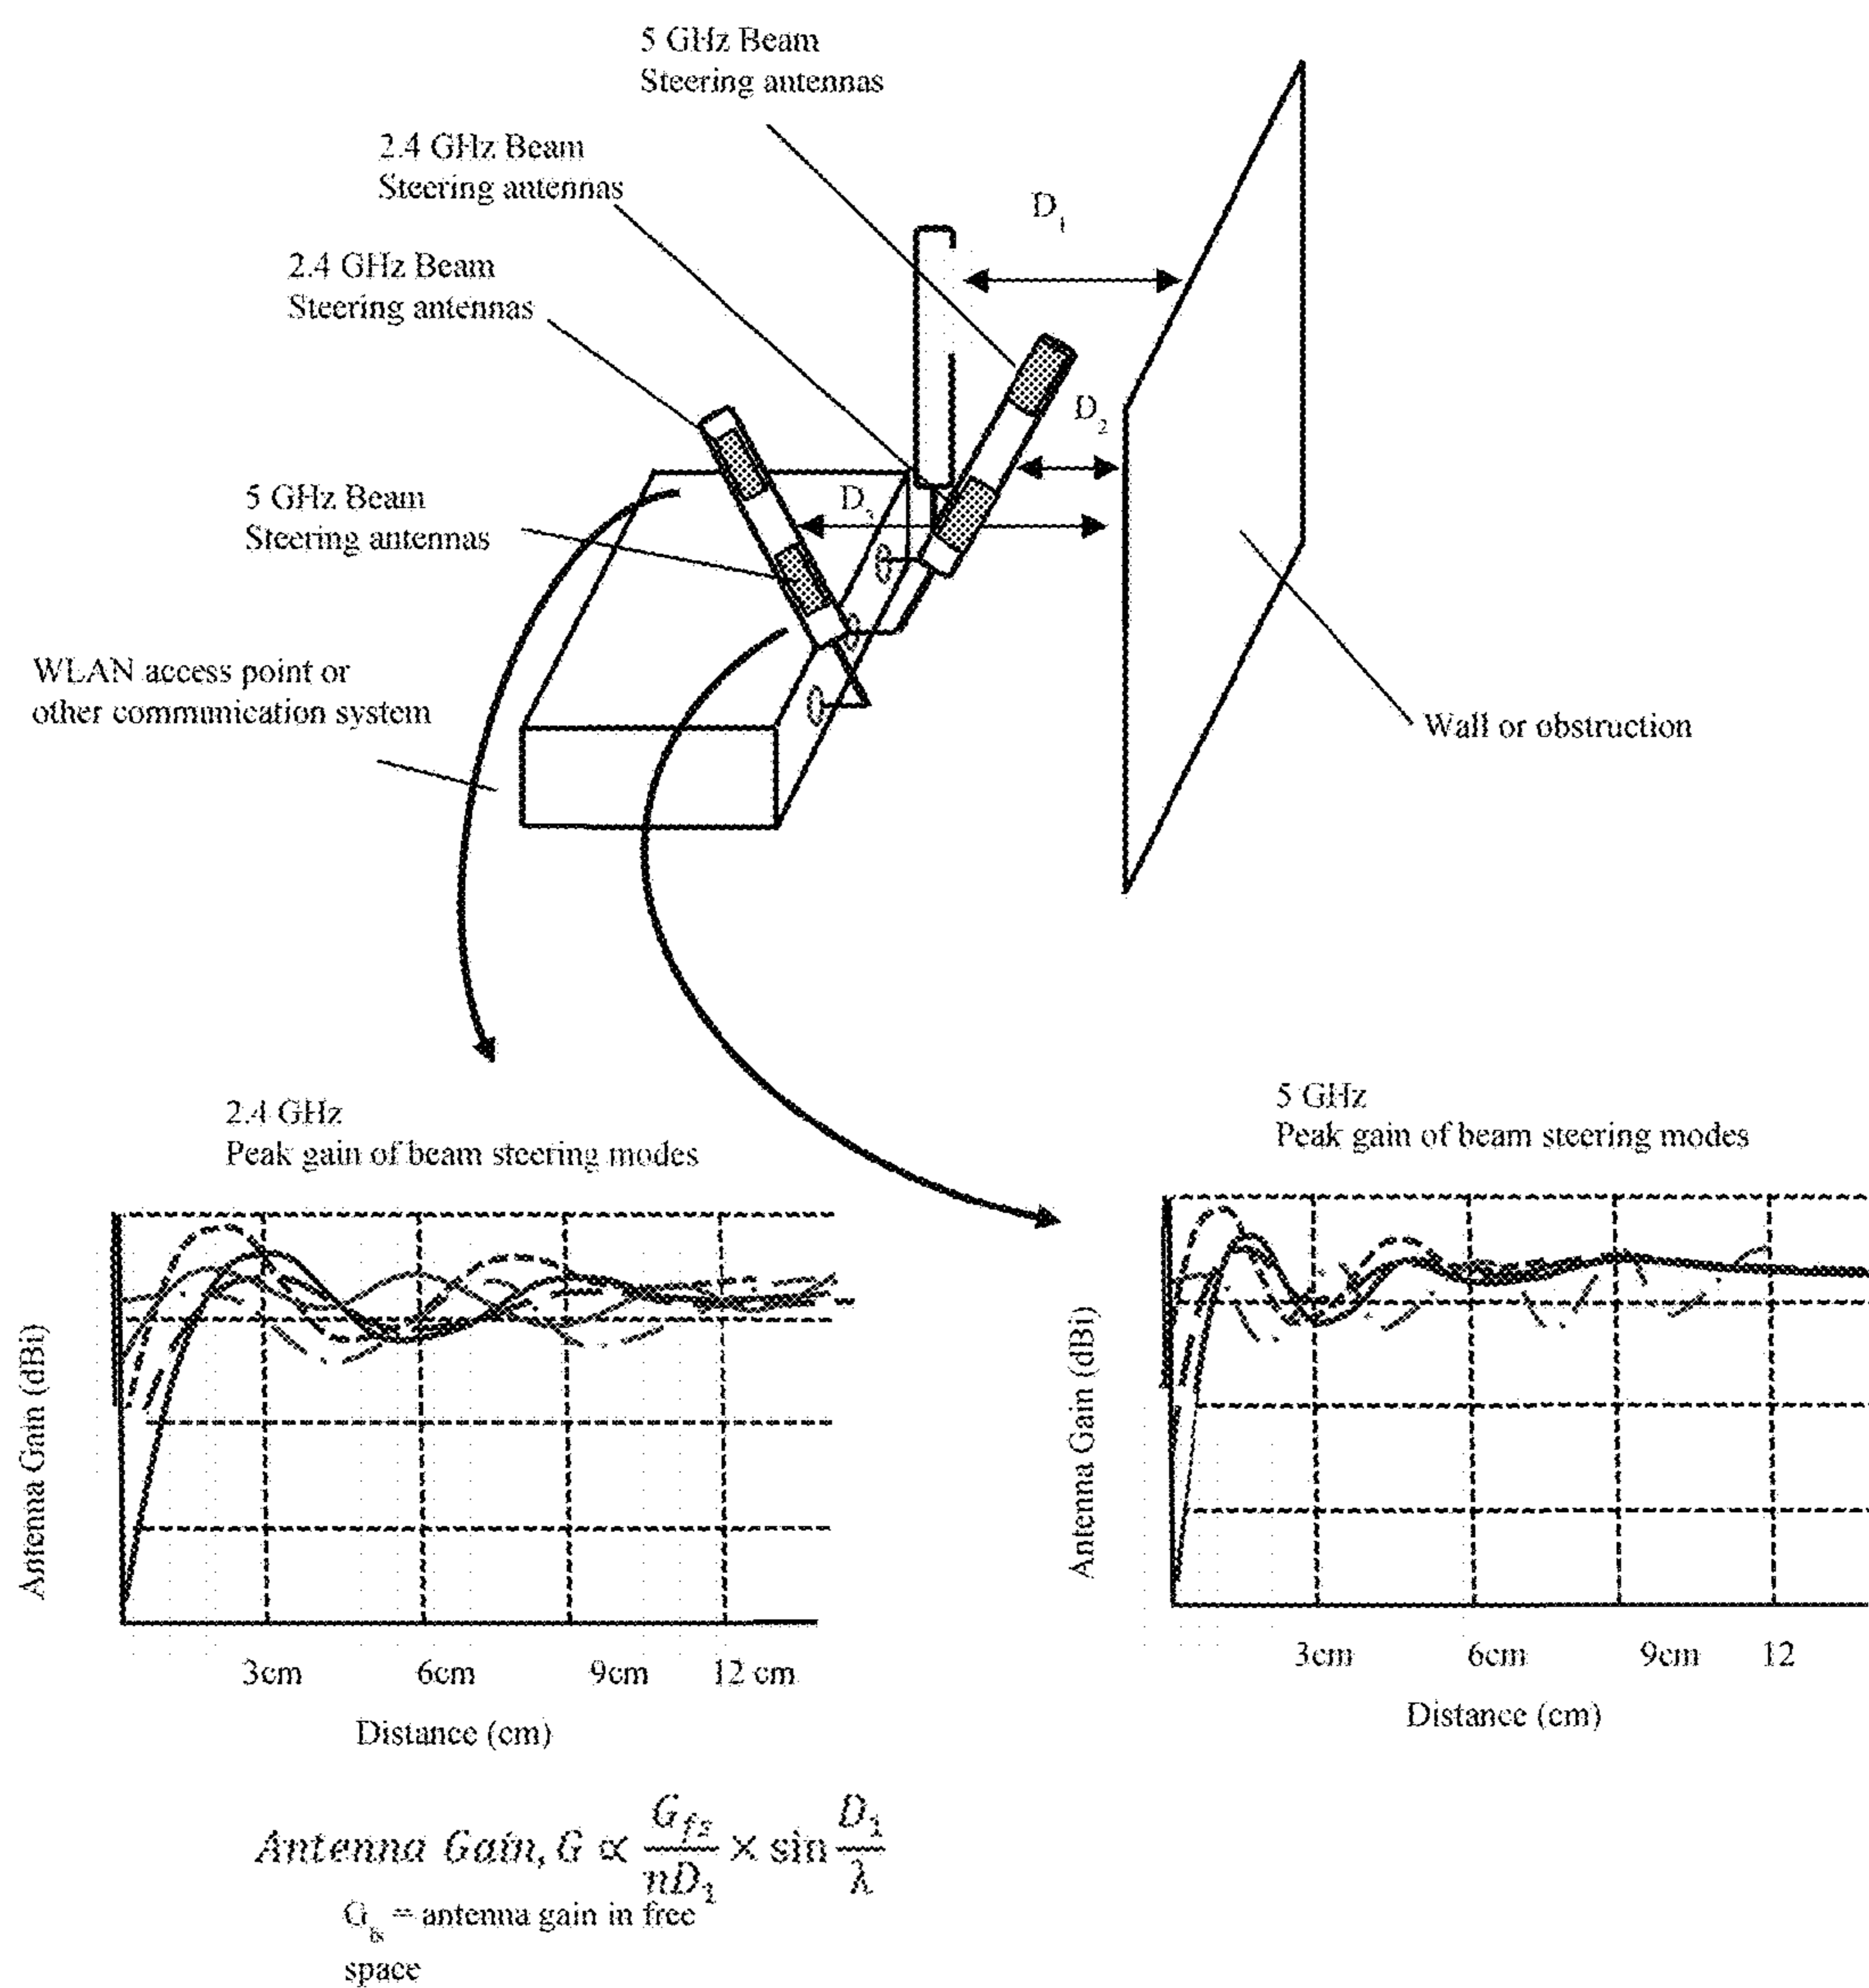 5 GHz Beam
Steering antennas
2.4 GHz Beam
Steering antennas
D₁
2.4 GHz Beam
Steering antennas
D₂
5 GHz Beam
Steering antennas
D₃
WLAN access point or
other communication system
Wall or obstruction
2.4 GHz
Peak gain of beam steering modes
5 GHz
Peak gain of beam steering modes
Antenna Gain (dBi)
3cm 6cm 9cm 12 cm
Distance (cm)
Antenna Gain (dBi)
3cm 6cm 9cm 12
Distance (cm)
Antenna Gain, G ∝ G_fs / nD₁ × sin D₁ / λ
G_fs = antenna gain in free
space